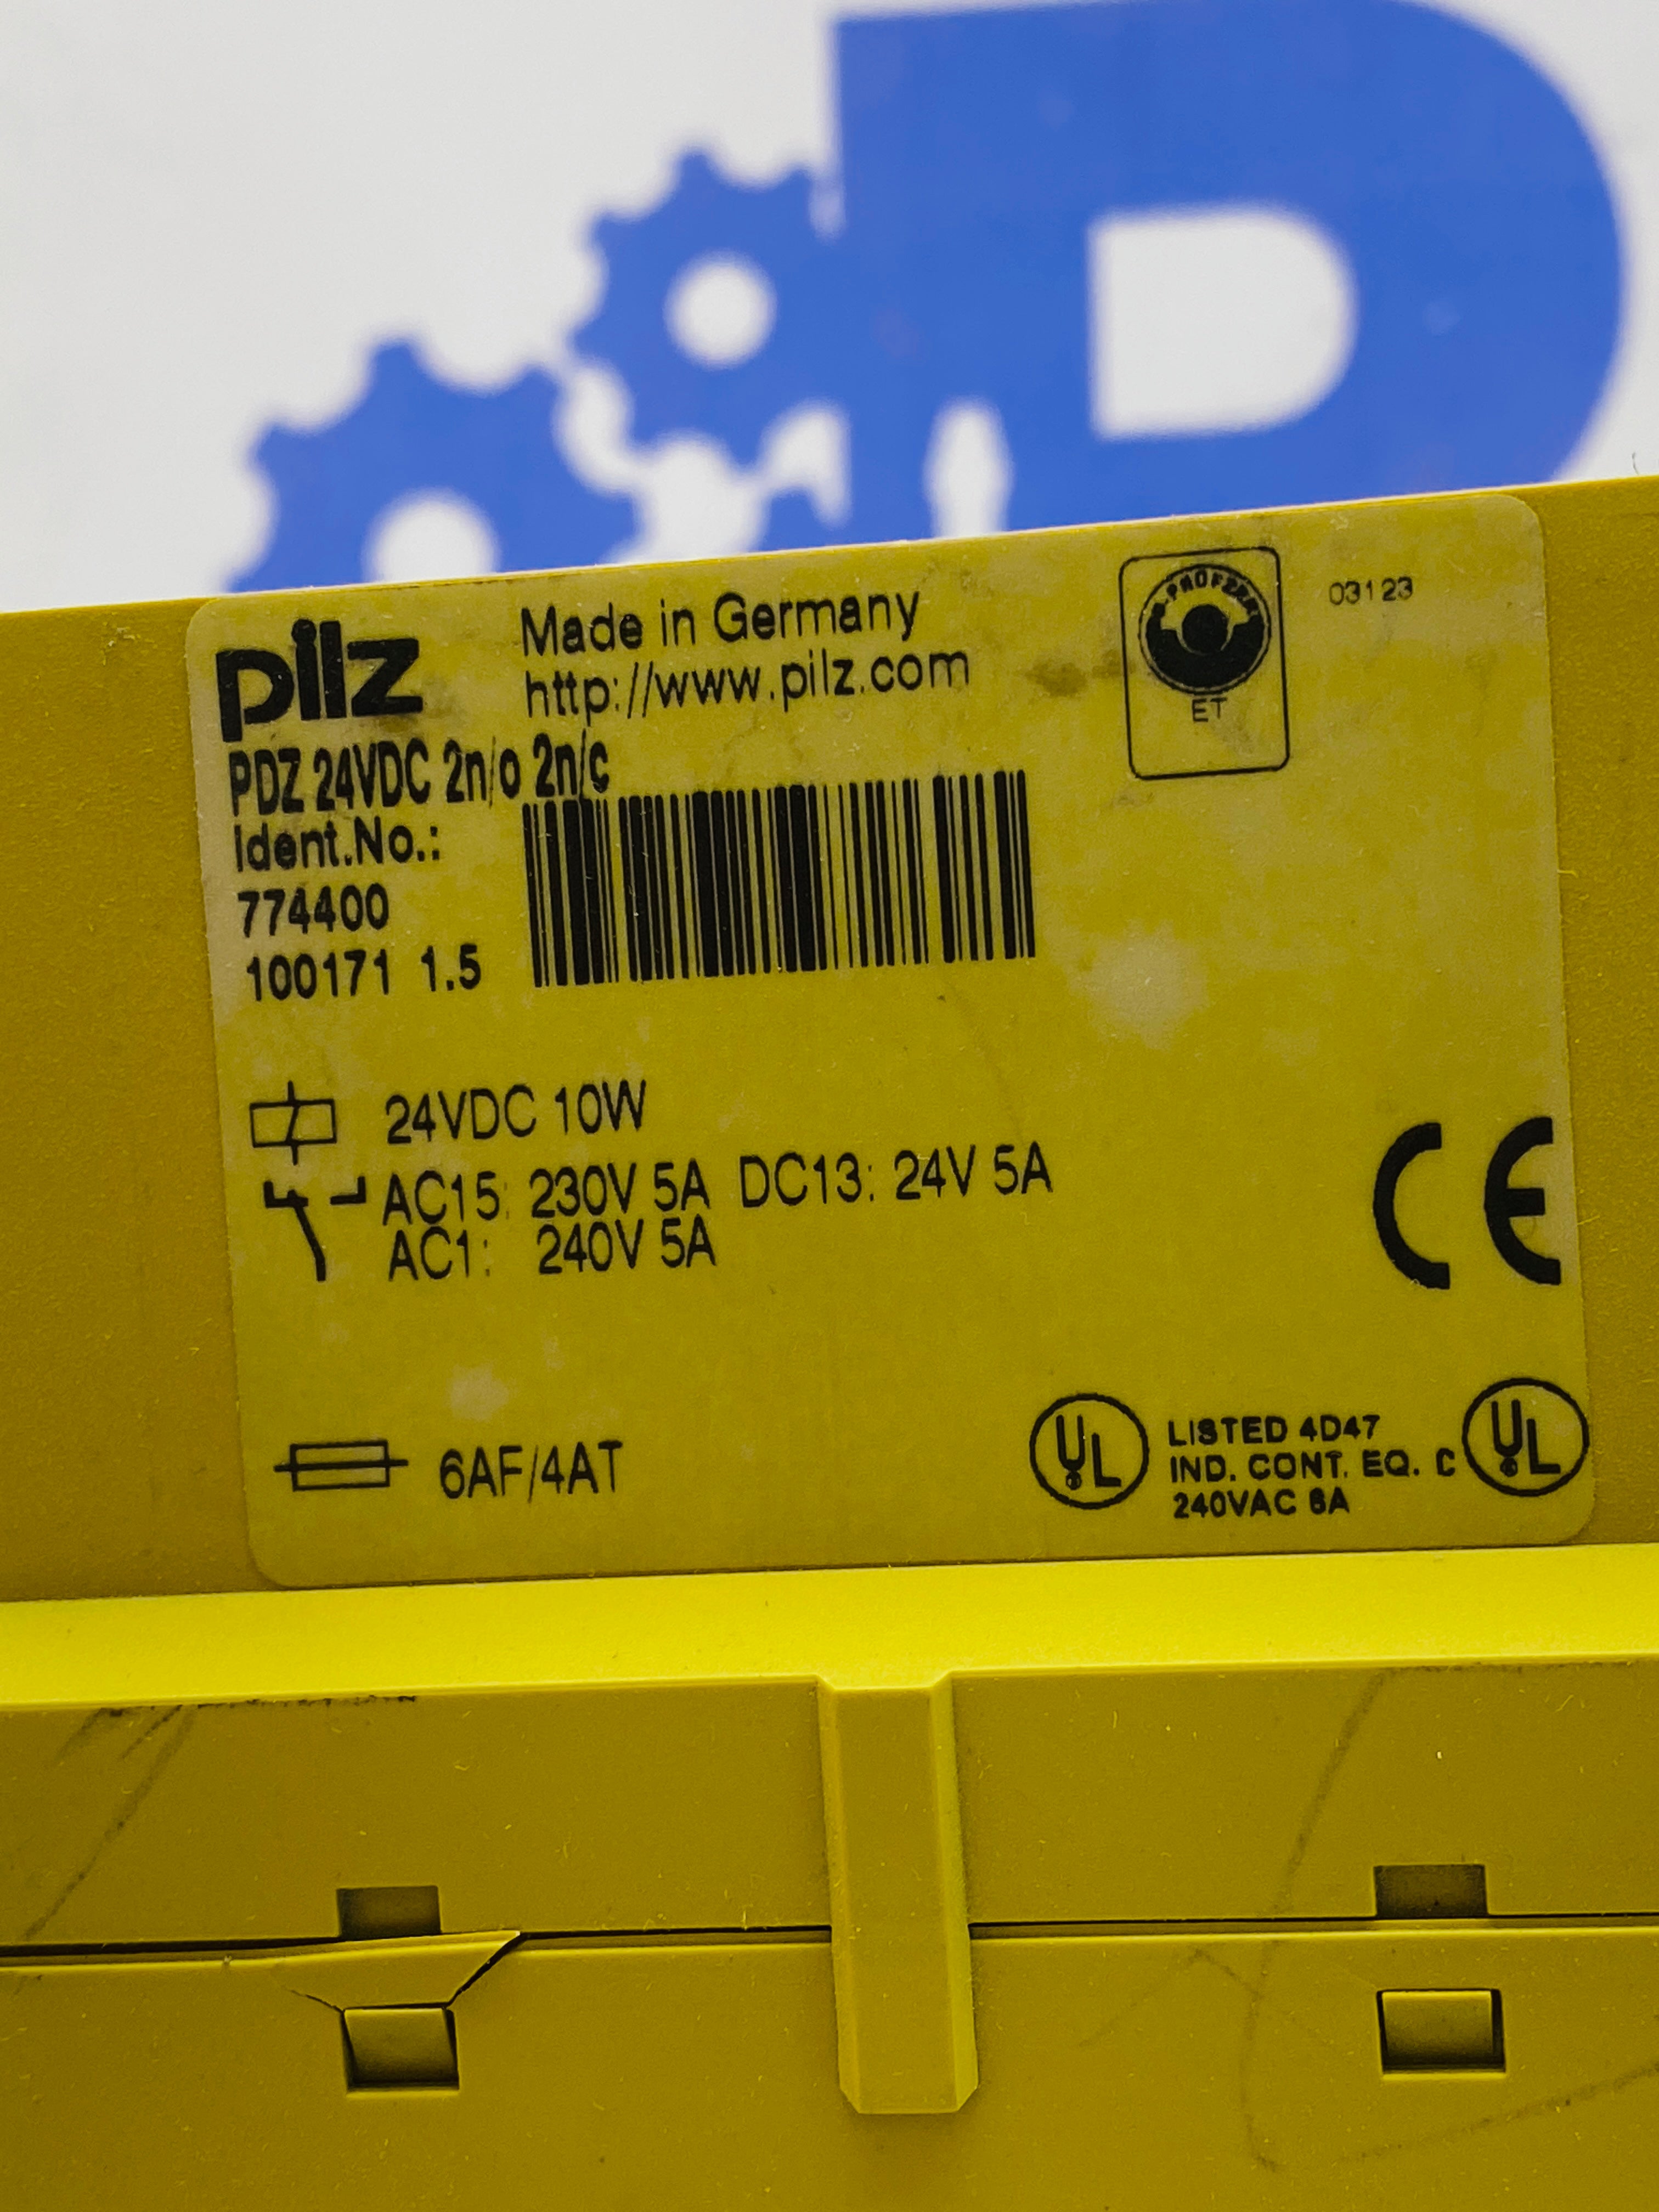 pilz
Made in Germany
http://www.pilz.com
ET
03123
PDZ 24VDC 2n/o 2n/c
Ident.No.:
774400
100171 1.5
24VDC 10W
AC15: 230V 5A DC13: 24V 5A
AC1: 240V 5A
CE
6AF/4AT
UL
LISTED 4D47
IND. CONT. EQ. C
240VAC 6A
UL